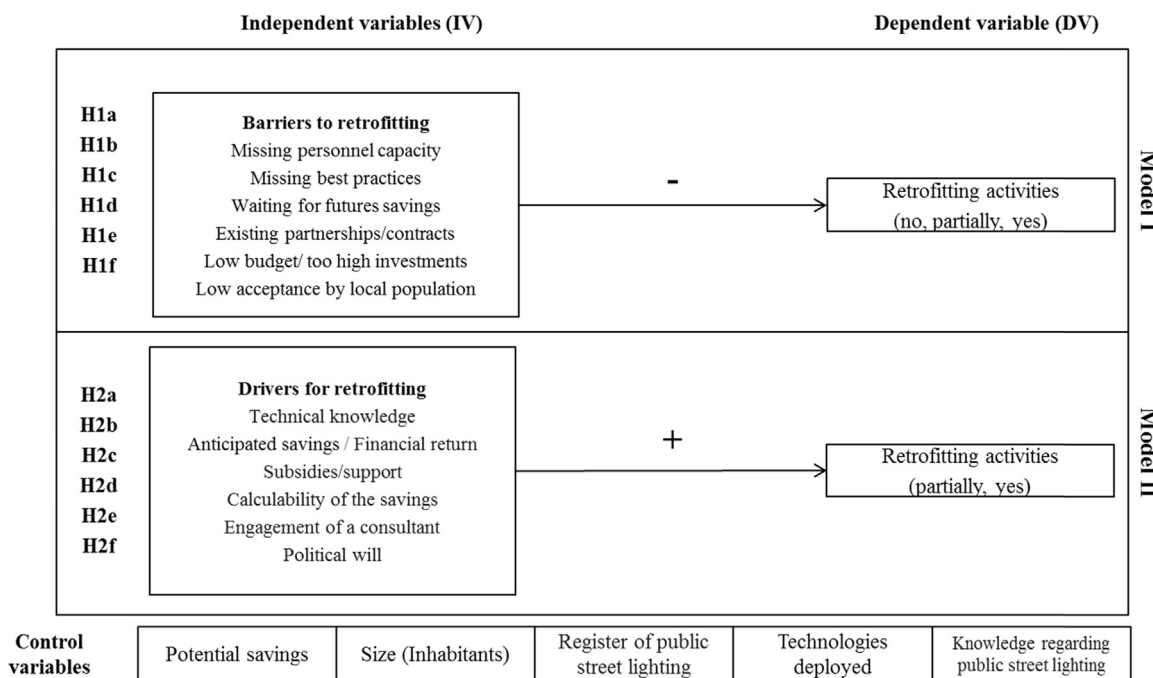 Independent variables (IV)
Dependent variable (DV)
H1a
H1b
H1c
H1d
H1e
H1f
Barriers to retrofitting
Missing personnel capacity
Missing best practices
Waiting for futures savings
Existing partnerships/contracts
Low budget/ too high investments
Low acceptance by local population
-
Retrofitting activities
(no, partially, yes)
Model I
H2a
H2b
H2c
H2d
H2e
H2f
Drivers for retrofitting
Technical knowledge
Anticipated savings / Financial return
Subsidies/support
Calculability of the savings
Engagement of a consultant
Political will
+
Retrofitting activities
(partially, yes)
Model II
Control
variables
Potential savings
Size (Inhabitants)
Register of public
street lighting
Technologies
deployed
Knowledge regarding
public street lighting